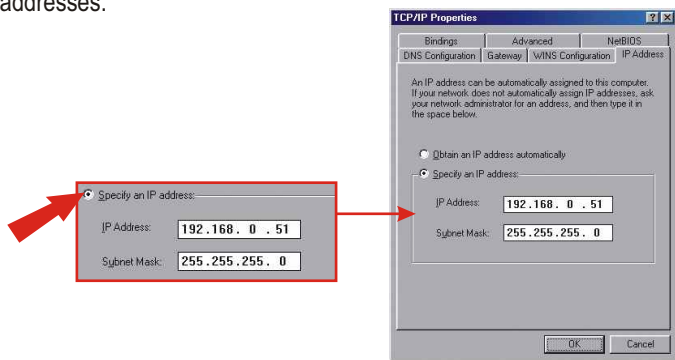 addresses.
TCP/IP Properties
Bindings Advanced NetBIOS
DNS Configuration Gateway WINS Configuration IP Address
An IP address can be automatically assigned to this computer.
If your network does not automatically assign IP addresses, ask
your network administrator for an address, and then type it in
the space below.
Obtain an IP address automatically
Specify an IP address:
IP Address: 192.168. 0 . 51
Subnet Mask: 255.255.255. 0
OK Cancel
Specify an IP address:
IP Address: 192.168. 0 . 51
Subnet Mask: 255.255.255. 0